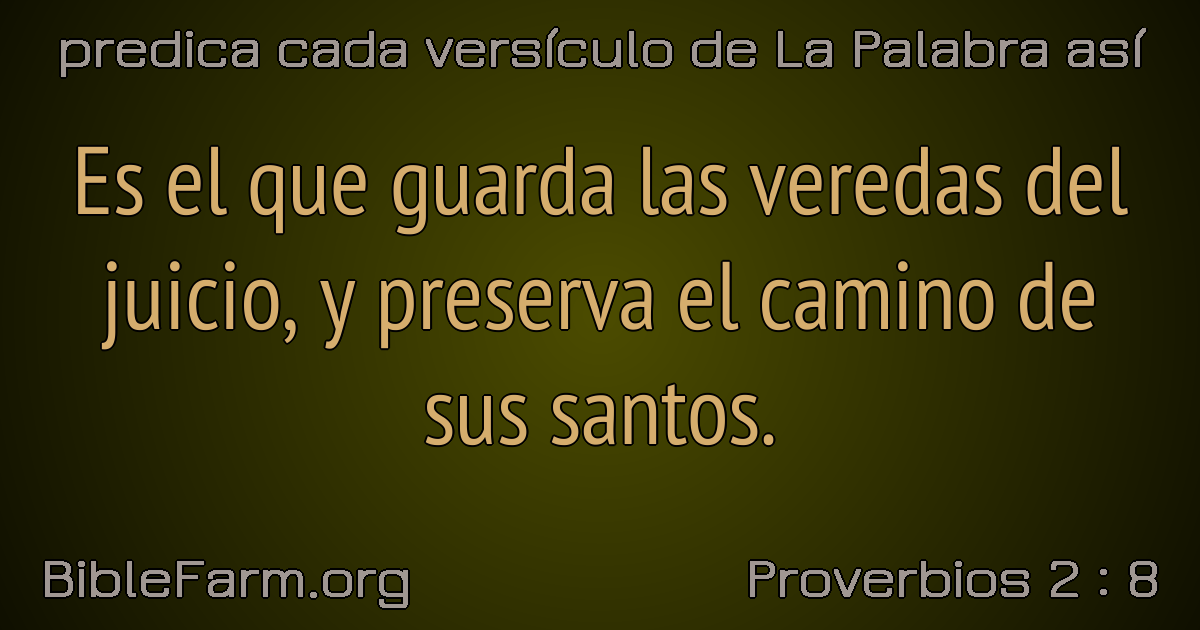 predica cada versículo de La Palabra así
Es el que guarda las veredas del
juicio, y preserva el camino de
sus santos.
BibleFarm.org
Proverbios 2 : 8